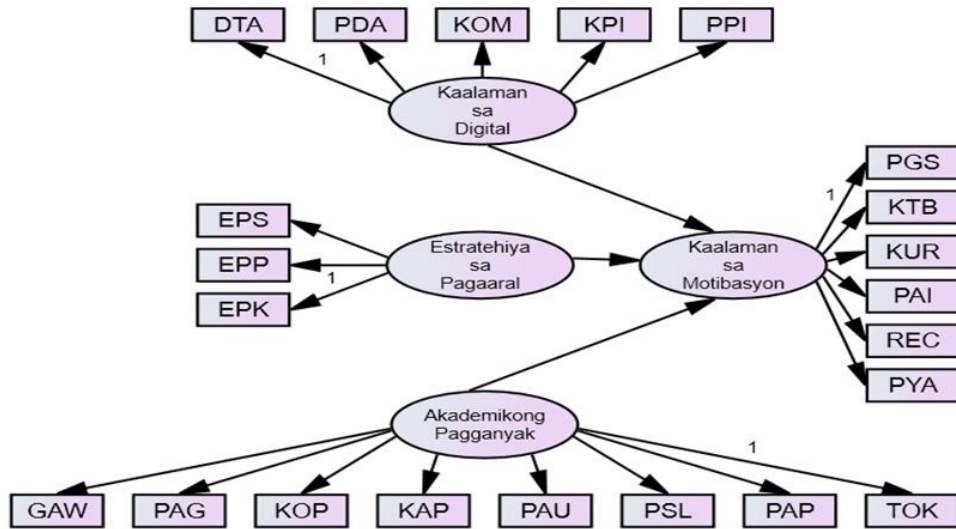 DTA PDA KOM KPI PPI
1
Kaalaman
sa
Digital
PGS
1
KTB
KUR
PAI
REC
PYA
EPS
EPP
1
EPK
Estratehiya
sa
Pagaaral
Kaalaman
sa
Motibasyon
Akademikong
Pagganyak
1
GAW PAG KOP KAP PAU PSL PAP TOK